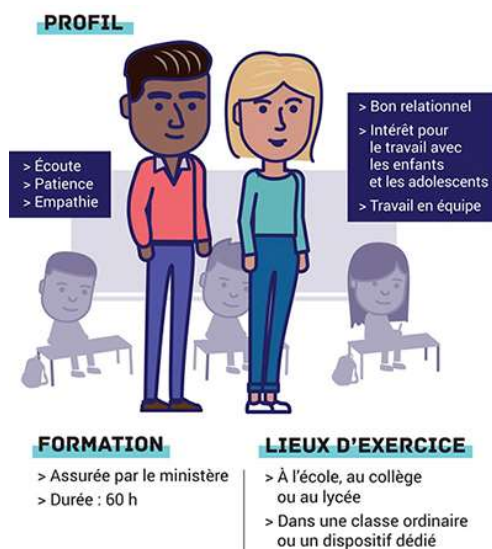 PROFIL
> Écoute
> Patience
> Empathie
> Bon relationnel
> Intérêt pour
le travail avec
les enfants
et les adolescents
> Travail en équipe
FORMATION
> Assurée par le ministère
> Durée : 60 h
LIEUX D'EXERCICE
> À l'école, au collège
ou au lycée
> Dans une classe ordinaire
ou un dispositif dédié